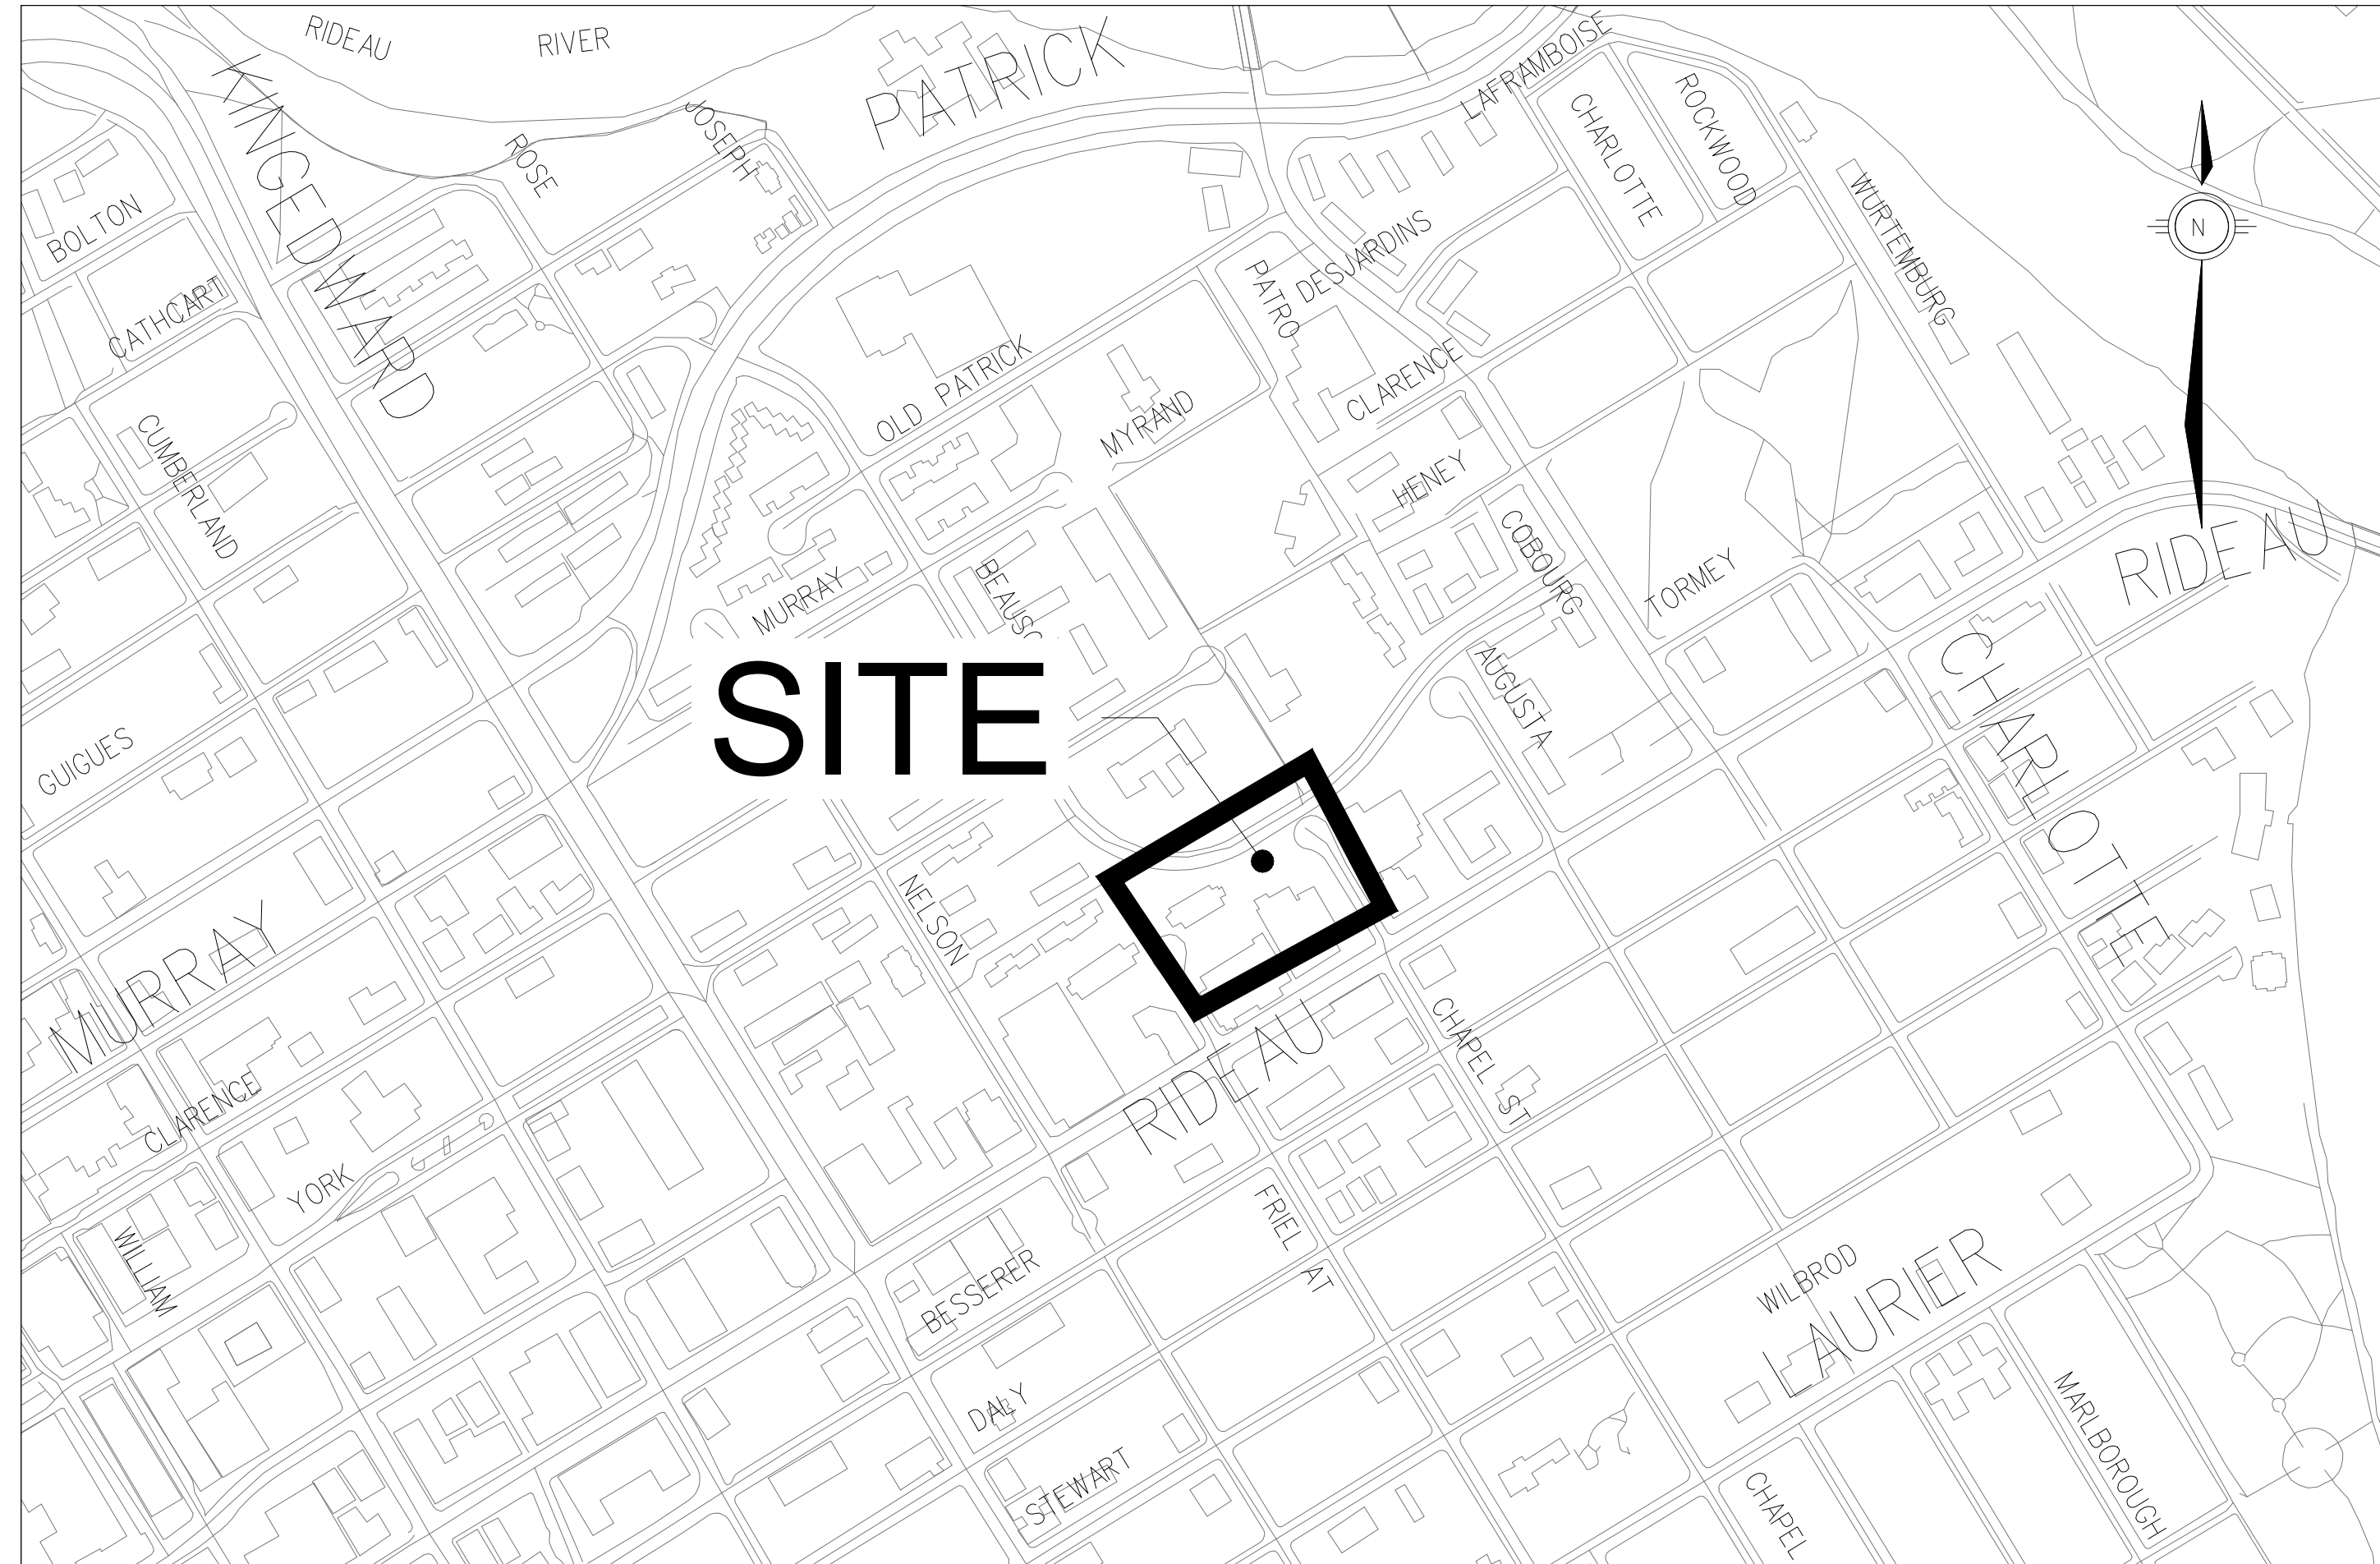 RIDEAU
RIVER
PATRICK
LAFRAMBOISE
KING EDWARD
ROSE
JOSEPH
CHARLOTTE
ROCKWOOD
BOLTON
WURTEMBURG
N
CATHCART
DESJARDINS
PATRO
OLD PATRICK
CLARENCE
MYRAND
CUMBERLAND
HENEY
COBOURG
RIDEAU
MURRAY
TORMEY
AUGUSTA
CHARLOTTE
SITE
GUIGUES
NELSON
MURRAY
RIDEAU
CHAPEL ST
CLARENCE
YORK
WILLIAM
FRIEL
AT
BESSERER
WILBROD
LAURIER
DALY
MARLBOROUGH
STEWART
CHAPEL